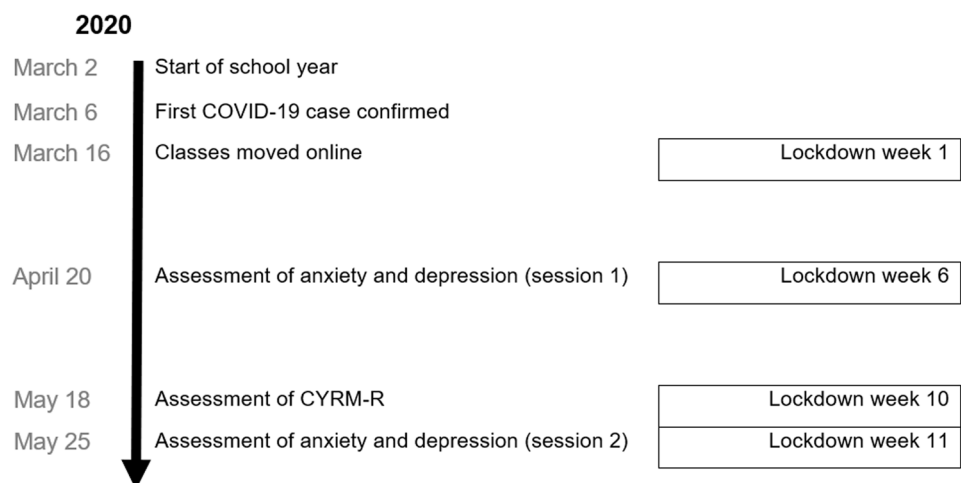 2020
March 2 Start of school year
March 6 First COVID-19 case confirmed
March 16 Classes moved online Lockdown week 1
April 20 Assessment of anxiety and depression (session 1) Lockdown week 6
May 18 Assessment of CYRM-R Lockdown week 10
May 25 Assessment of anxiety and depression (session 2) Lockdown week 11